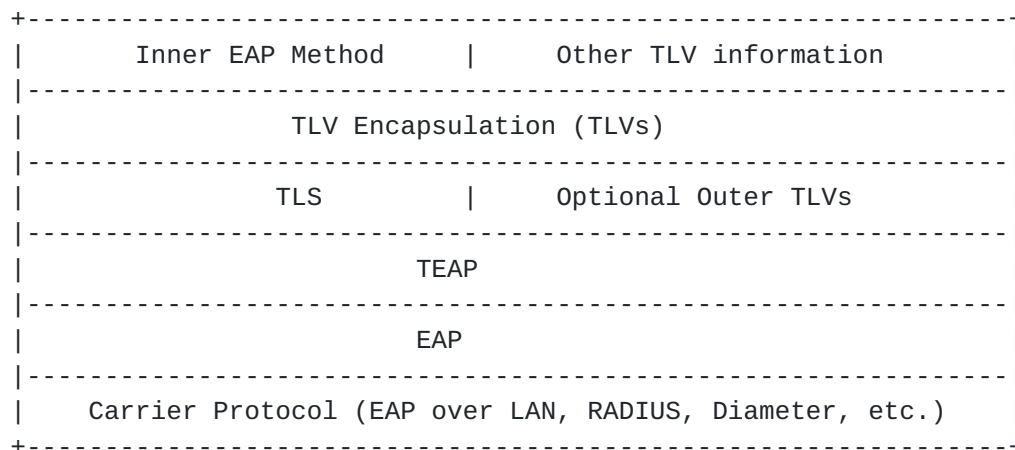 +---------------------------------------------------------------+
|       Inner EAP Method     |     Other TLV information
|---------------------------------------------------------------
|                 TLV Encapsulation (TLVs)
|---------------------------------------------------------------
|                TLS         |     Optional Outer TLVs
|---------------------------------------------------------------
|                         TEAP
|---------------------------------------------------------------
|                         EAP
|---------------------------------------------------------------
|    Carrier Protocol (EAP over LAN, RADIUS, Diameter, etc.)
+---------------------------------------------------------------+